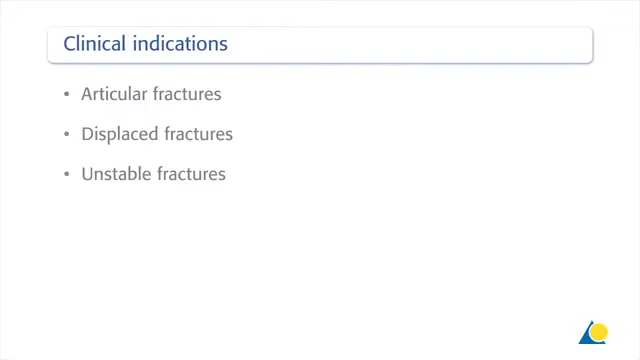 Clinical indications
• Articular fractures
• Displaced fractures
• Unstable fractures